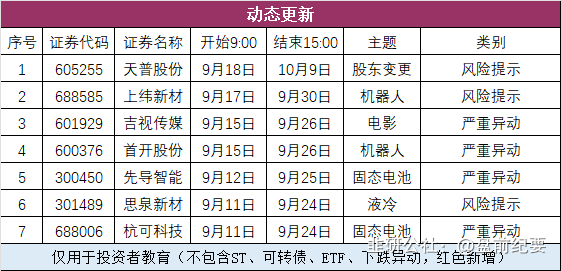 动态更新
序号 证券代码 证券名称 开始9:00 结束15:00 主题 类别
1 605255 天普股份 9月18日 10月9日 股东变更 风险提示
2 688585 上纬新材 9月17日 9月30日 机器人 风险提示
3 601929 吉视传媒 9月15日 9月26日 电影 严重异动
4 600376 首开股份 9月15日 9月26日 机器人 严重异动
5 300450 先导智能 9月12日 9月25日 固态电池 严重异动
6 301489 思泉新材 9月11日 9月24日 液冷 风险提示
7 688006 杭可科技 9月11日 9月24日 固态电池 严重异动
仅用于投资者教育（不包含ST、可转债、ETF、下跌异动，红色新增）
韭研公社：@盘前纪要